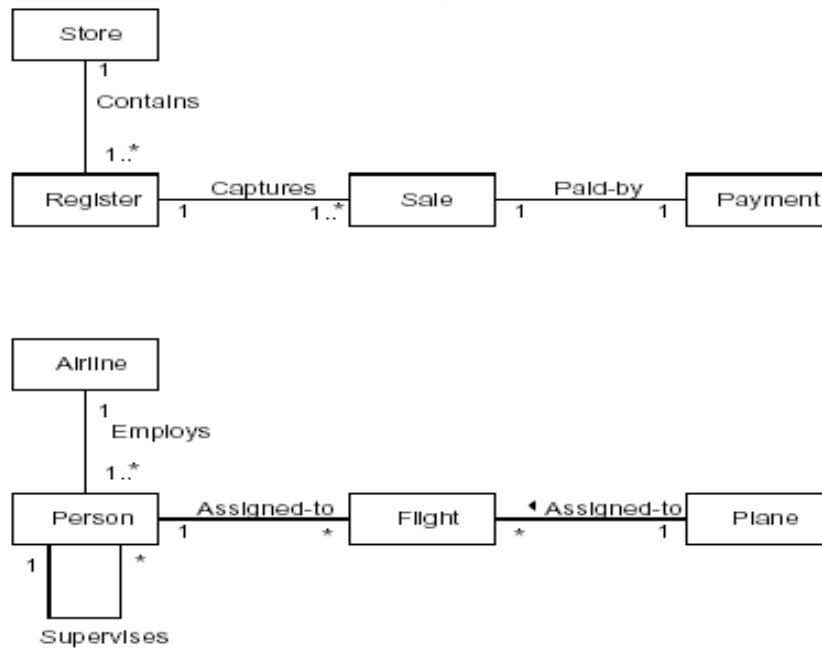 Store
1
Contains
1..*
Register
Captures
Sale
Paid-by
Payment
1
1..*
1
1
Airline
1
Employs
1..*
Person
Assigned-to
Flight
Assigned-to
Plane
1
*
*
1
1
*
Supervises